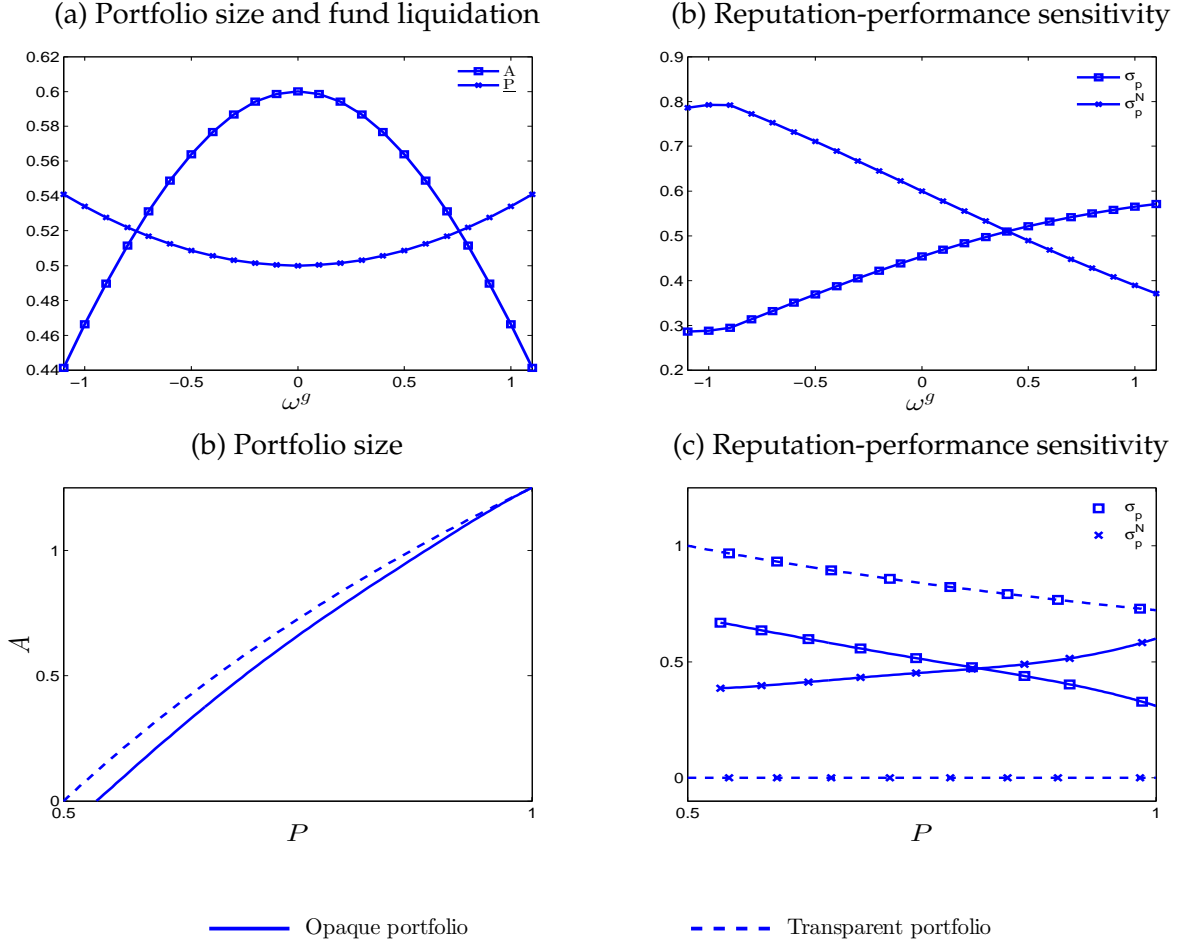 (a) Portfolio size and fund liquidation
0.62
0.6
0.58
0.56
0.54
0.52
0.5
0.48
0.46
0.44
−1
−0.5
0
0.5
1
A
P
ω^g
(b) Reputation-performance sensitivity
0.9
0.8
0.7
0.6
0.5
0.4
0.3
0.2
−1
−0.5
0
0.5
1
σ_p
σ_p^N
ω^g
(b) Portfolio size
A
1
0.5
0
0.5
1
P
(c) Reputation-performance sensitivity
1
0.5
0
0.5
1
σ_p
σ_p^N
P
Opaque portfolio
Transparent portfolio